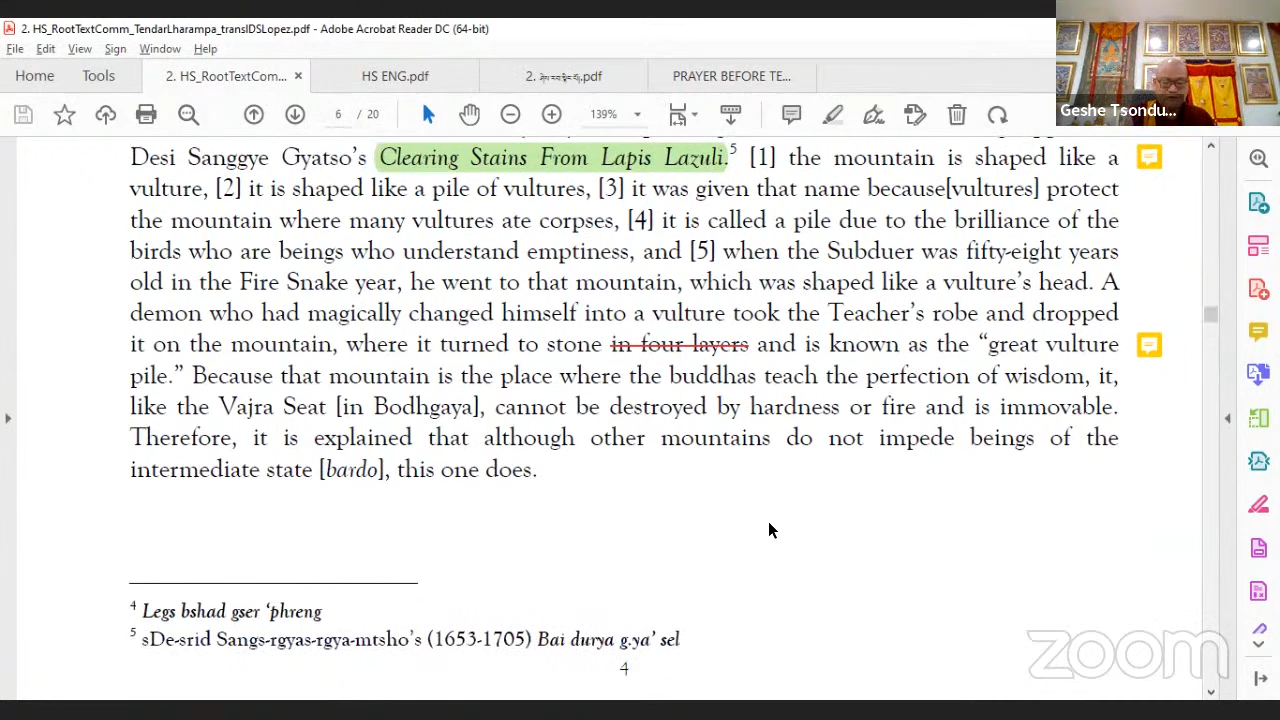 2. HS_RootTextComm_TendarLharampa_transIDSLopez.pdf - Adobe Acrobat Reader DC (64-bit)
File Edit View Sign Window Help
Home Tools 2. HS_RootTextCom... × HS ENG.pdf PRAYER BEFORE TE...
6 / 20 139%
Geshe Tsondu...
Desi Sanggye Gyatso's Clearing Stains From Lapis Lazuli.5 [1] the mountain is shaped like a
vulture, [2] it is shaped like a pile of vultures, [3] it was given that name because[vultures] protect
the mountain where many vultures ate corpses, [4] it is called a pile due to the brilliance of the
birds who are beings who understand emptiness, and [5] when the Subduer was fifty-eight years
old in the Fire Snake year, he went to that mountain, which was shaped like a vulture's head. A
demon who had magically changed himself into a vulture took the Teacher's robe and dropped
it on the mountain, where it turned to stone in four layers and is known as the “great vulture
pile.” Because that mountain is the place where the buddhas teach the perfection of wisdom, it,
like the Vajra Seat [in Bodhgaya], cannot be destroyed by hardness or fire and is immovable.
Therefore, it is explained that although other mountains do not impede beings of the
intermediate state [bardo], this one does.
4 Legs bshad gser ‘phreng
5 sDe-srid Sangs-rgyas-rgya-mtsho's (1653-1705) Bai durya g.ya’ sel
4
zoom